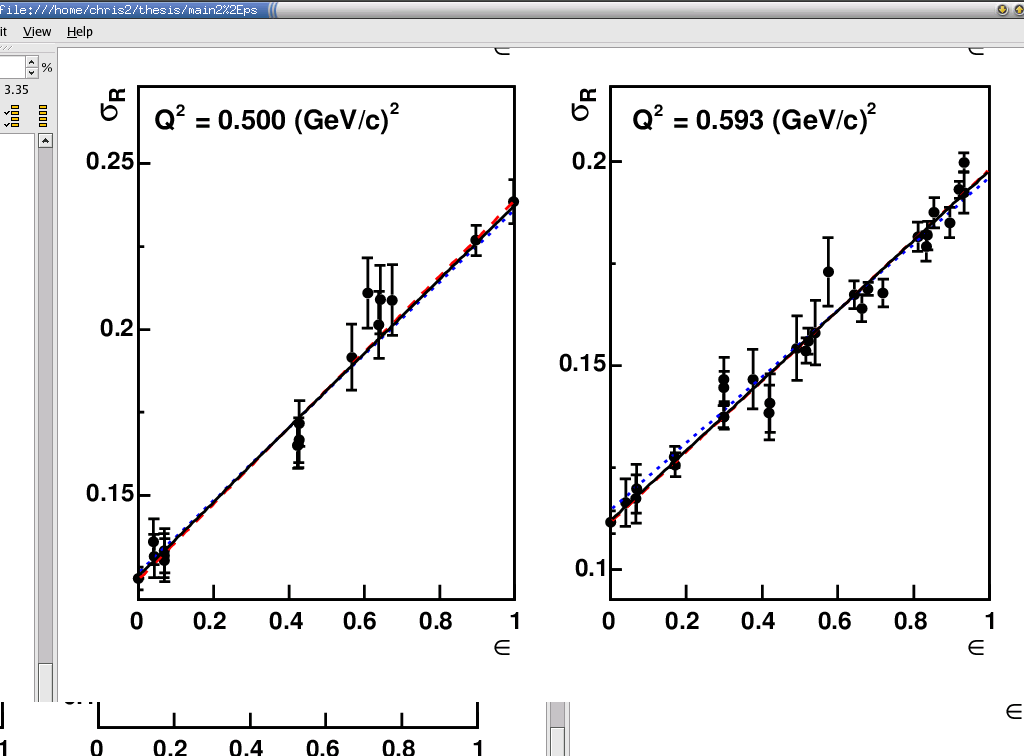 file:///home/chris2/thesis/main2%2Eps
it View Help
%
3.35
∈ ∈
σR
Q² = 0.500 (GeV/c)²
0.25
0.2
0.15
0 0.2 0.4 0.6 0.8 1
∈
σR
Q² = 0.593 (GeV/c)²
0.2
0.15
0.1
0 0.2 0.4 0.6 0.8 1
∈
∈
1 0 0.2 0.4 0.6 0.8 1